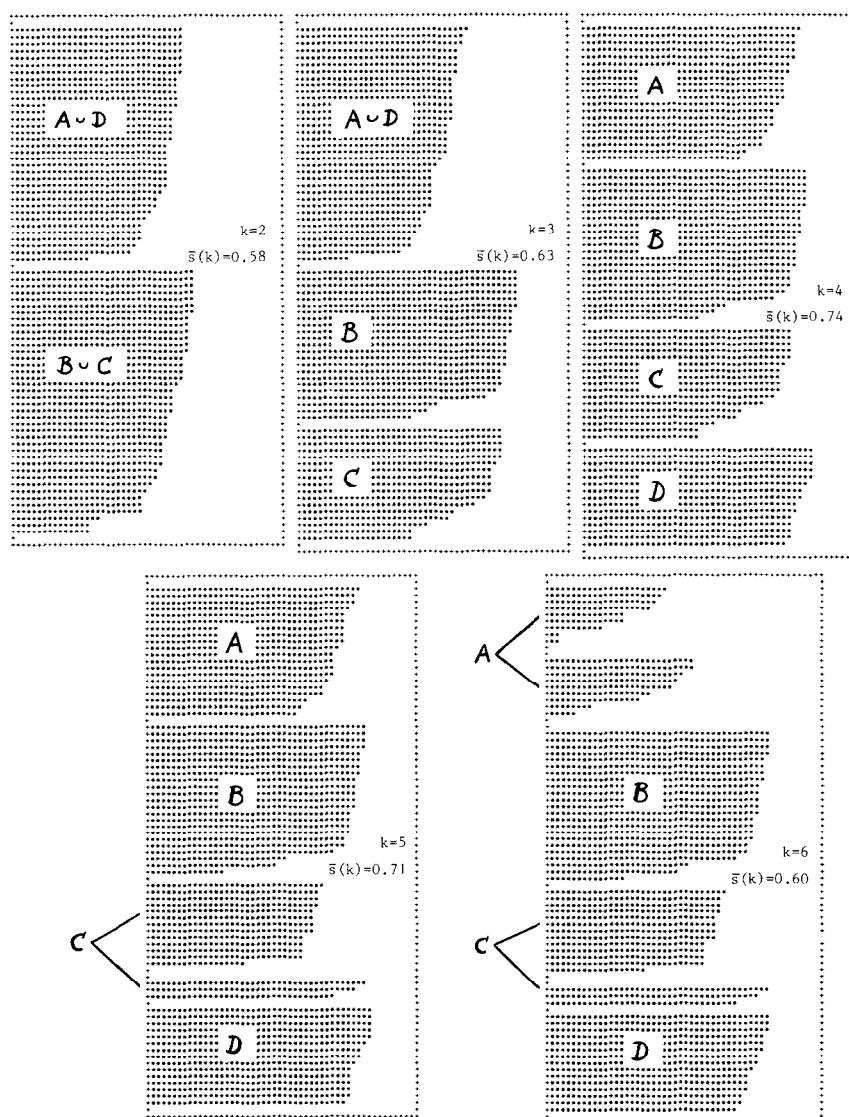 A∪D
k=2
s̄(k)=0.58
B∪C
A∪D
k=3
s̄(k)=0.63
B
C
A
B
k=4
s̄(k)=0.74
C
D
A
B
k=5
s̄(k)=0.71
C
D
A
B
k=6
s̄(k)=0.60
C
D